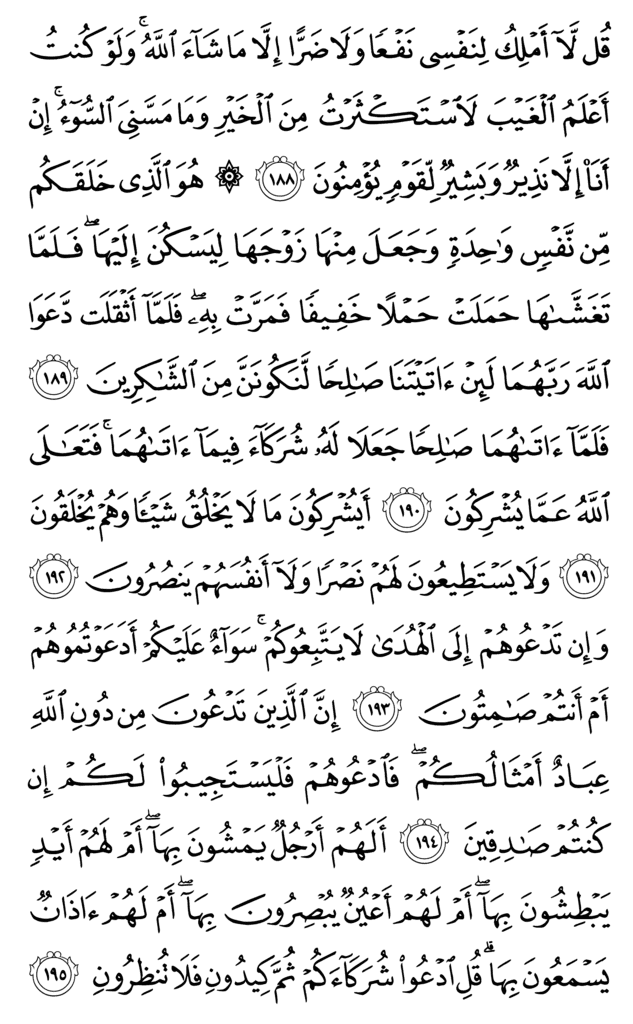 قُل لَّآ أَمۡلِكُ لِنَفۡسِي نَفۡعٗا وَلَا ضَرًّا إِلَّا مَا شَآءَ ٱللَّهُۚ وَلَوۡ كُنتُ
أَعۡلَمُ ٱلۡغَيۡبَ لَٱسۡتَكۡثَرۡتُ مِنَ ٱلۡخَيۡرِ وَمَا مَسَّنِيَ ٱلسُّوٓءُۚ إِنۡ
أَنَا۠ إِلَّا نَذِيرٞ وَبَشِيرٞ لِّقَوۡمٖ يُؤۡمِنُونَ ١٨٨ ۞ هُوَ ٱلَّذِي خَلَقَكُم
مِّن نَّفۡسٖ وَٰحِدَةٖ وَجَعَلَ مِنۡهَا زَوۡجَهَا لِيَسۡكُنَ إِلَيۡهَاۖ فَلَمَّا
تَغَشَّىٰهَا حَمَلَتۡ حَمۡلًا خَفِيفٗا فَمَرَّتۡ بِهِۦۖ فَلَمَّآ أَثۡقَلَت دَّعَوَا
ٱللَّهَ رَبَّهُمَا لَئِنۡ ءَاتَيۡتَنَا صَٰلِحٗا لَّنَكُونَنَّ مِنَ ٱلشَّٰكِرِينَ ١٨٩
فَلَمَّآ ءَاتَىٰهُمَا صَٰلِحٗا جَعَلَا لَهُۥ شُرَكَآءَ فِيمَآ ءَاتَىٰهُمَاۚ فَتَعَٰلَى
ٱللَّهُ عَمَّا يُشۡرِكُونَ ١٩٠ أَيُشۡرِكُونَ مَا لَا يَخۡلُقُ شَيۡـٔٗا وَهُمۡ يُخۡلَقُونَ
١٩١ وَلَا يَسۡتَطِيعُونَ لَهُمۡ نَصۡرٗا وَلَآ أَنفُسَهُمۡ يَنصُرُونَ ١٩٢
وَإِن تَدۡعُوهُمۡ إِلَى ٱلۡهُدَىٰ لَا يَتَّبِعُوكُمۡۚ سَوَآءٌ عَلَيۡكُمۡ أَدَعَوۡتُمُوهُمۡ
أَمۡ أَنتُمۡ صَٰمِتُونَ ١٩٣ إِنَّ ٱلَّذِينَ تَدۡعُونَ مِن دُونِ ٱللَّهِ
عِبَادٌ أَمۡثَالُكُمۡۖ فَٱدۡعُوهُمۡ فَلۡيَسۡتَجِيبُواْ لَكُمۡ إِن
كُنتُمۡ صَٰدِقِينَ ١٩٤ أَلَهُمۡ أَرۡجُلٞ يَمۡشُونَ بِهَآۖ أَمۡ لَهُمۡ أَيۡدٖ
يَبۡطِشُونَ بِهَآۖ أَمۡ لَهُمۡ أَعۡيُنٞ يُبۡصِرُونَ بِهَآۖ أَمۡ لَهُمۡ ءَاذَانٞ
يَسۡمَعُونَ بِهَاۗ قُلِ ٱدۡعُواْ شُرَكَآءَكُمۡ ثُمَّ كِيدُونِ فَلَا تُنظِرُونِ ١٩٥